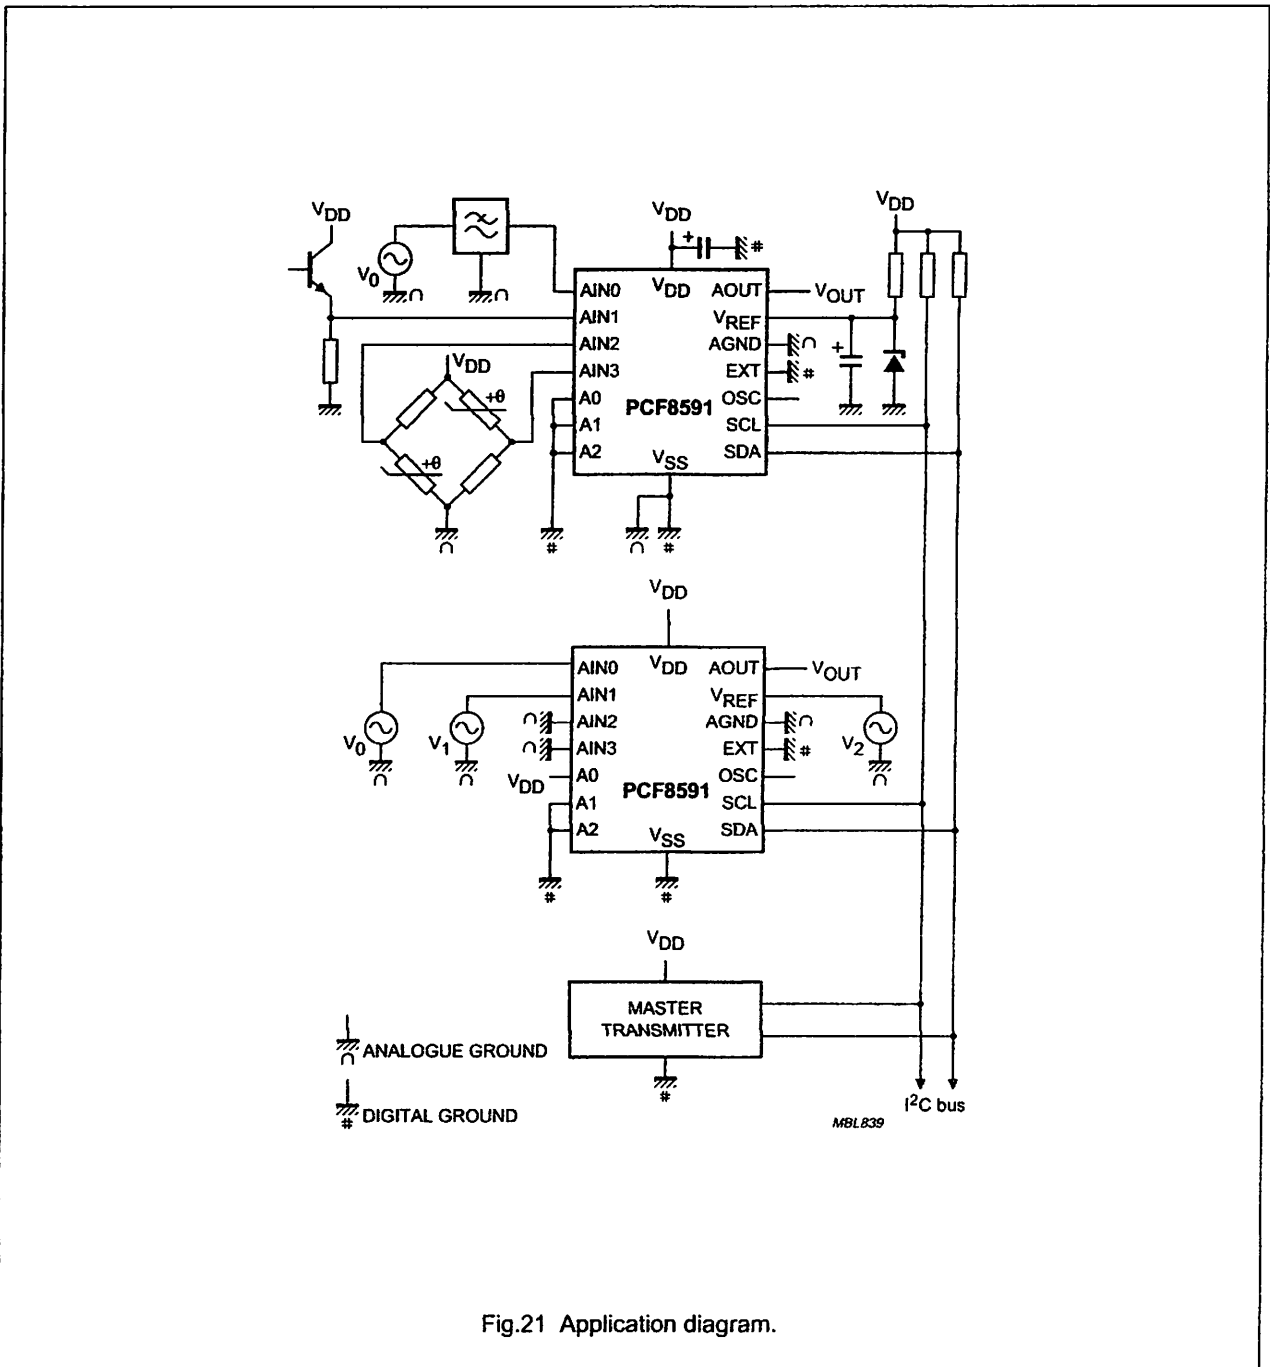 VDD
V0
VDD
+
#
VDD
AIN0
AIN1
AIN2
AIN3
A0
A1
A2
VDD
AOUT
VREF
AGND
EXT
OSC
SCL
SDA
PCF8591
VSS
VOUT
#
+
VDD
+θ
+θ
#
#
VDD
AIN0
AIN1
AIN2
AIN3
A0
A1
A2
VDD
AOUT
VREF
AGND
EXT
OSC
SCL
SDA
PCF8591
VSS
VOUT
#
V0
V1
V2
VDD
#
#
VDD
MASTER
TRANSMITTER
#
ANALOGUE GROUND
# DIGITAL GROUND
I²C bus
MBL839
Fig.21 Application diagram.